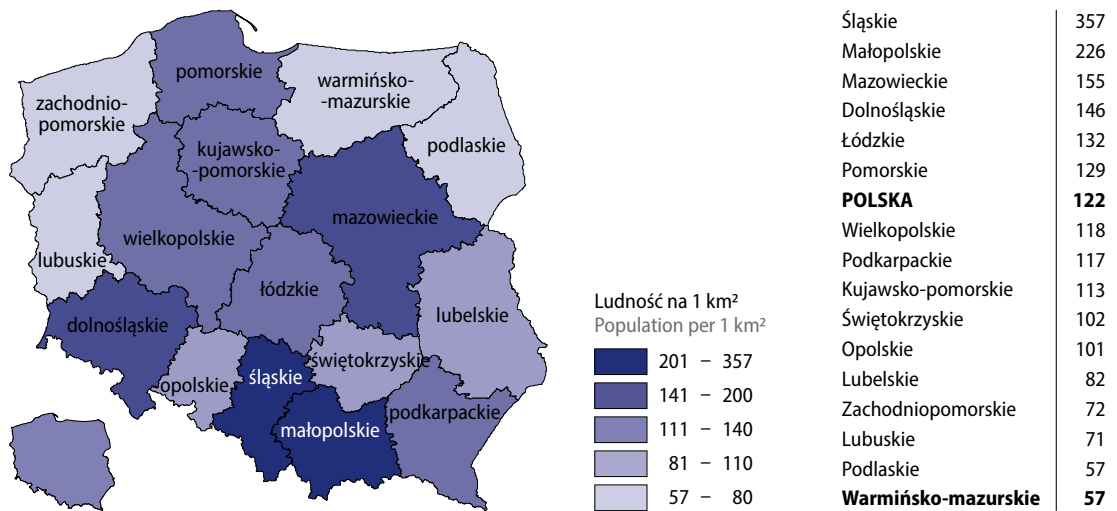 pomorskie
warmińsko-
-mazurskie
zachodnio-
pomorskie
podlaskie
kujawsko-
-pomorskie
mazowieckie
wielkopolskie
lubuskie
łódzkie
lubelskie
dolnośląskie
świętokrzyskie
opolskie
śląskie
podkarpackie
małopolskie
Ludność na 1 km²
Population per 1 km²
201 – 357
141 – 200
111 – 140
81 – 110
57 – 80
Śląskie 357
Małopolskie 226
Mazowieckie 155
Dolnośląskie 146
Łódzkie 132
Pomorskie 129
POLSKA 122
Wielkopolskie 118
Podkarpackie 117
Kujawsko-pomorskie 113
Świętokrzyskie 102
Opolskie 101
Lubelskie 82
Zachodniopomorskie 72
Lubuskie 71
Podlaskie 57
Warmińsko-mazurskie 57